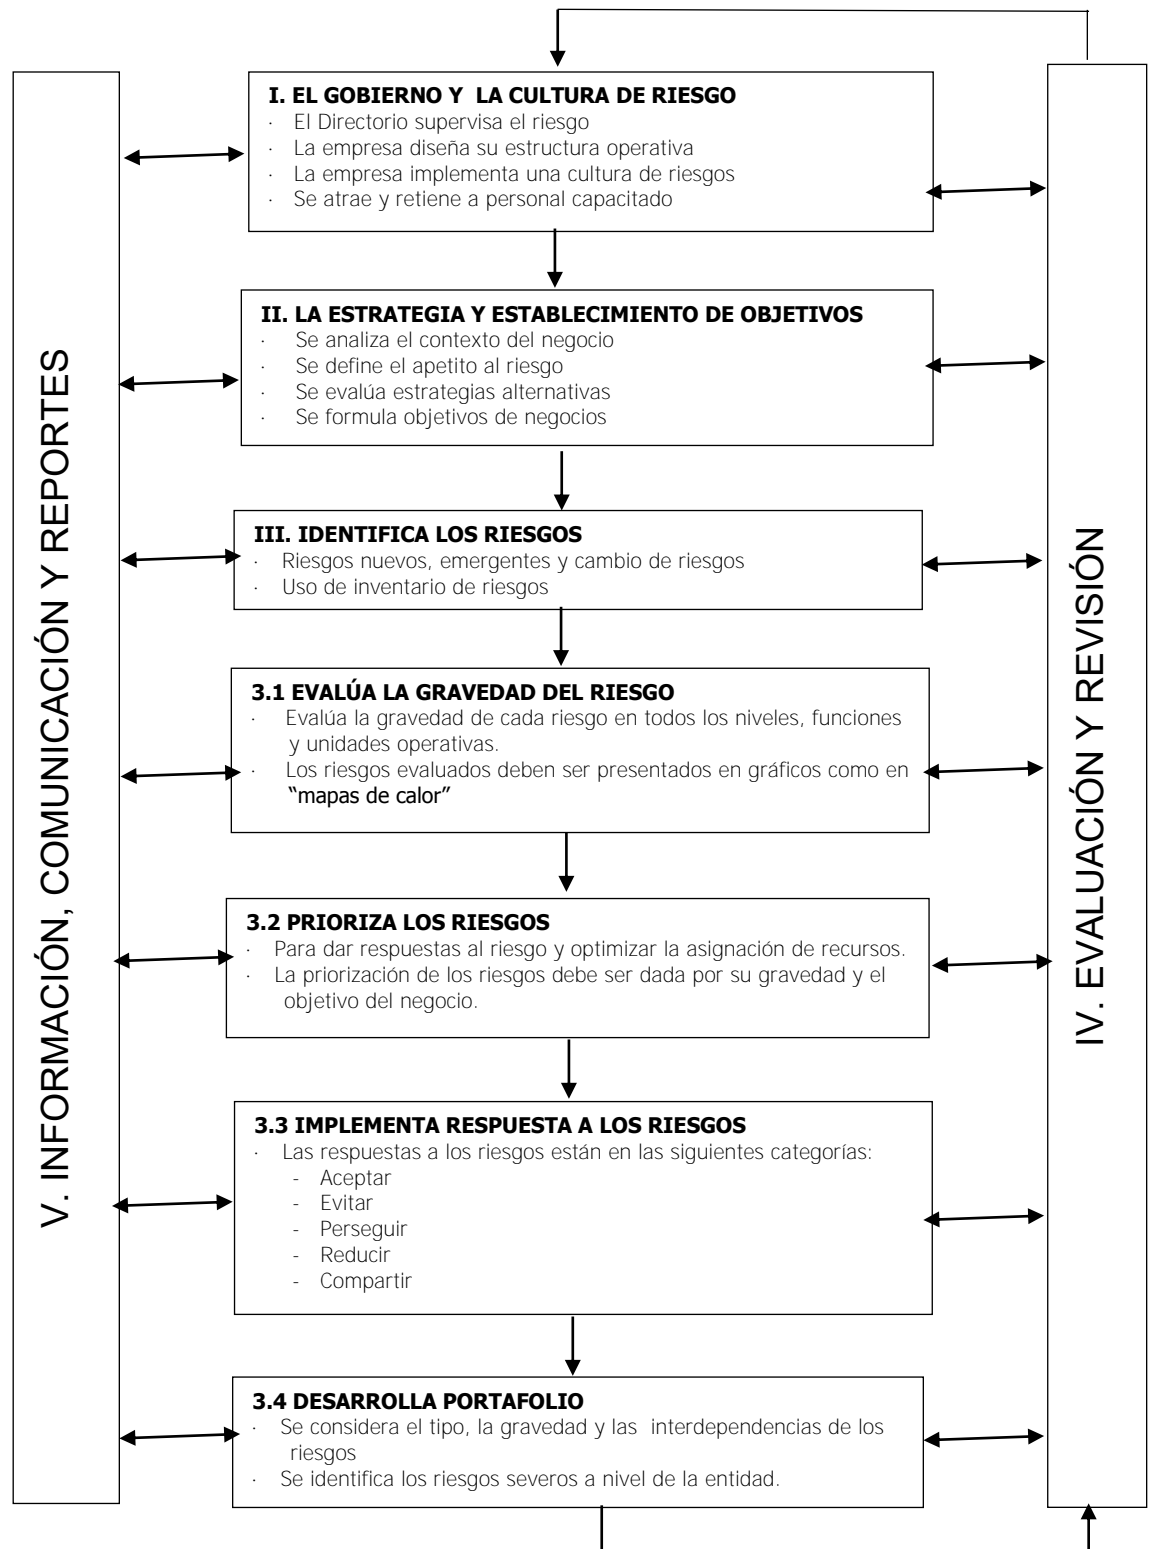 I. EL GOBIERNO Y LA CULTURA DE RIESGO
· El Directorio supervisa el riesgo
· La empresa diseña su estructura operativa
· La empresa implementa una cultura de riesgos
· Se atrae y retiene a personal capacitado
II. LA ESTRATEGIA Y ESTABLECIMIENTO DE OBJETIVOS
· Se analiza el contexto del negocio
· Se define el apetito al riesgo
· Se evalúa estrategias alternativas
· Se formula objetivos de negocios
III. IDENTIFICA LOS RIESGOS
· Riesgos nuevos, emergentes y cambio de riesgos
· Uso de inventario de riesgos
3.1 EVALÚA LA GRAVEDAD DEL RIESGO
· Evalúa la gravedad de cada riesgo en todos los niveles, funciones
y unidades operativas.
· Los riesgos evaluados deben ser presentados en gráficos como en
“mapas de calor”
3.2 PRIORIZA LOS RIESGOS
· Para dar respuestas al riesgo y optimizar la asignación de recursos.
· La priorización de los riesgos debe ser dada por su gravedad y el
objetivo del negocio.
3.3 IMPLEMENTA RESPUESTA A LOS RIESGOS
· Las respuestas a los riesgos están en las siguientes categorías:
- Aceptar
- Evitar
- Perseguir
- Reducir
- Compartir
3.4 DESARROLLA PORTAFOLIO
· Se considera el tipo, la gravedad y las interdependencias de los
riesgos
· Se identifica los riesgos severos a nivel de la entidad.
IV. EVALUACIÓN Y REVISIÓN
V. INFORMACIÓN, COMUNICACIÓN Y REPORTES